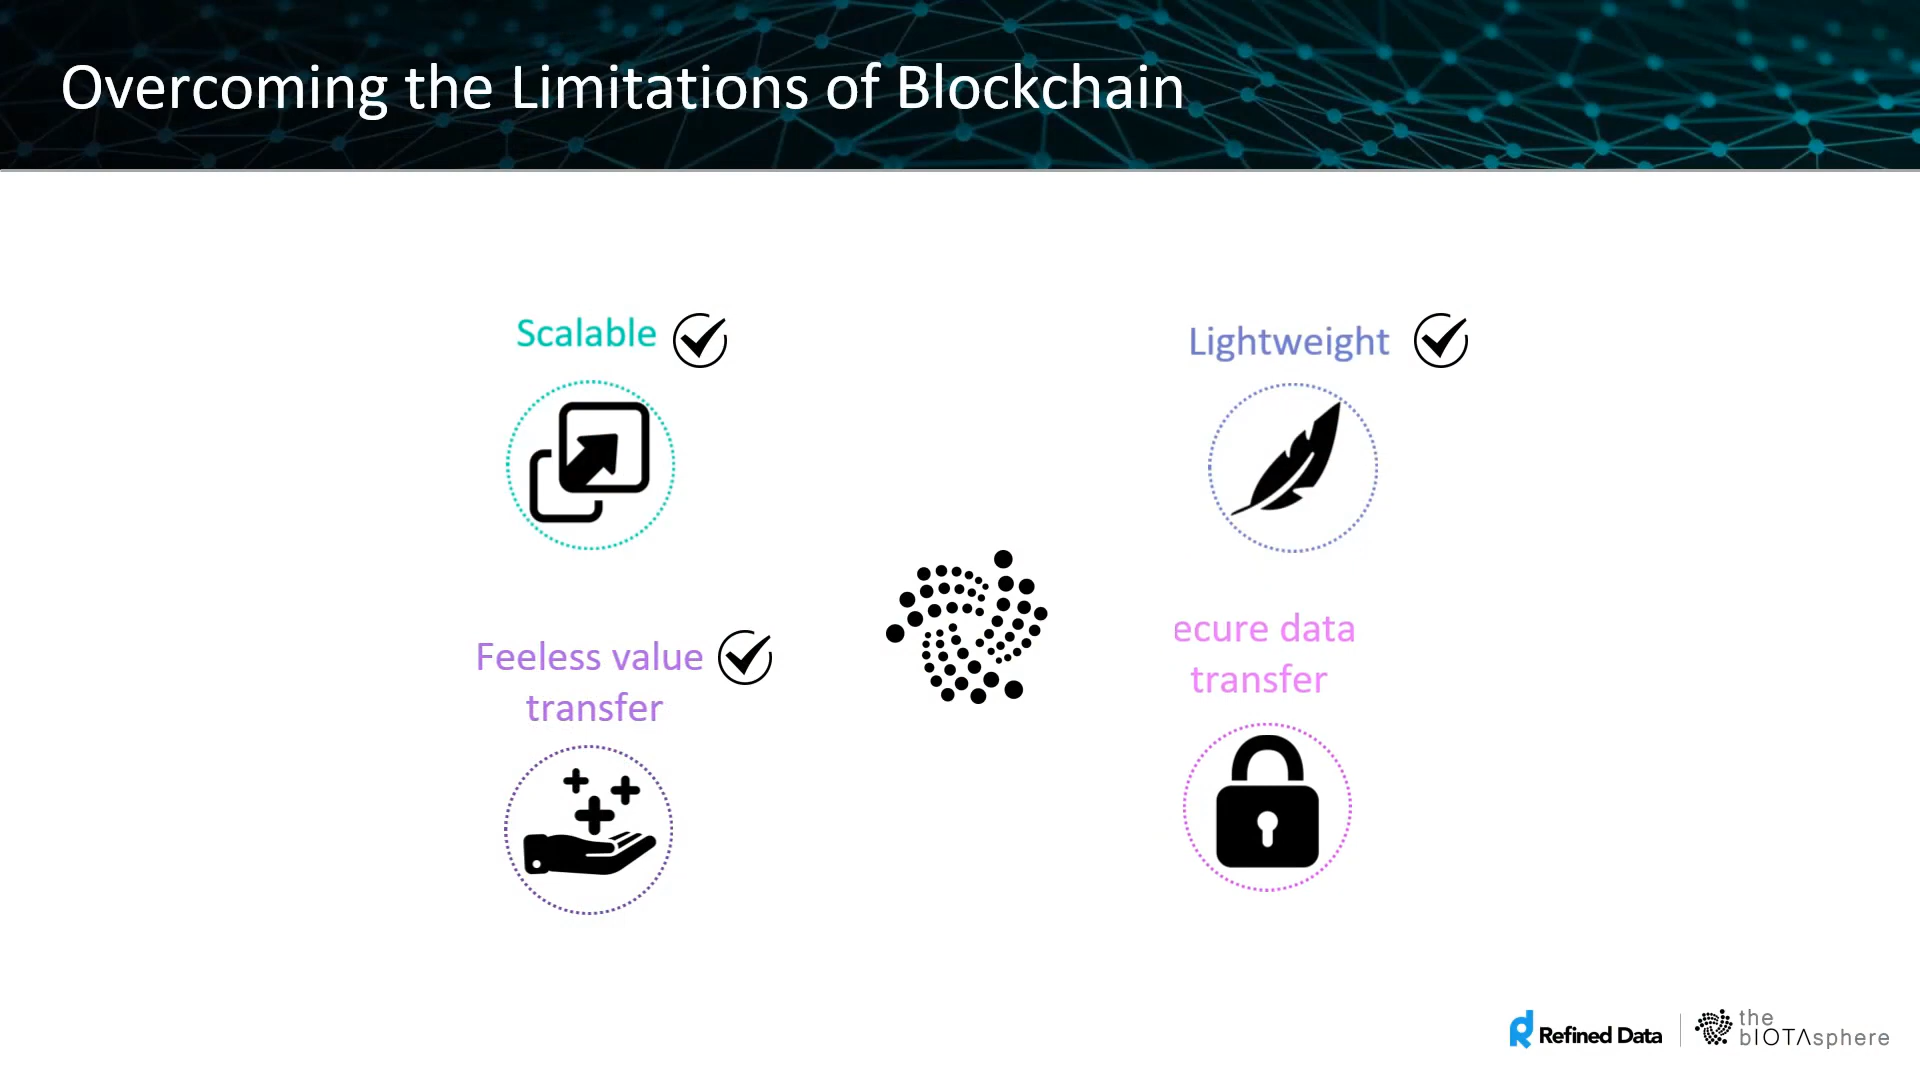 Overcoming the Limitations of Blockchain
Scalable
Lightweight
Feeless value
transfer
ecure data
transfer
Refined Data
the
bIOTΛsphere